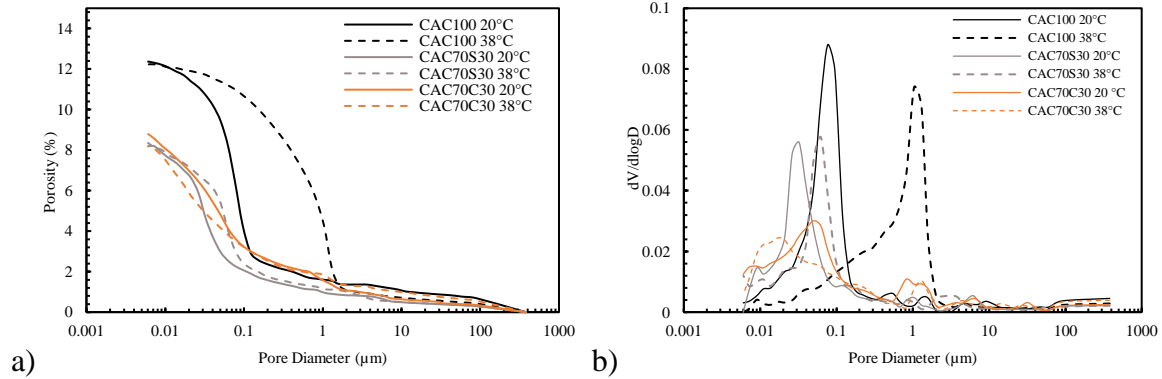 16
14
12
10
8
6
4
2
0
Porosity (%)
0.001 0.01 0.1 1 10 100 1000
Pore Diameter (µm)
CAC100 20°C
CAC100 38°C
CAC70S30 20°C
CAC70S30 38°C
CAC70C30 20°C
CAC70C30 38°C
a)
0.1
0.08
0.06
0.04
0.02
0
dV/dlogD
0.001 0.01 0.1 1 10 100 1000
Pore Diameter (µm)
CAC100 20°C
CAC100 38°C
CAC70S30 20°C
CAC70S30 38°C
CAC70C30 20 °C
CAC70C30 38°C
b)